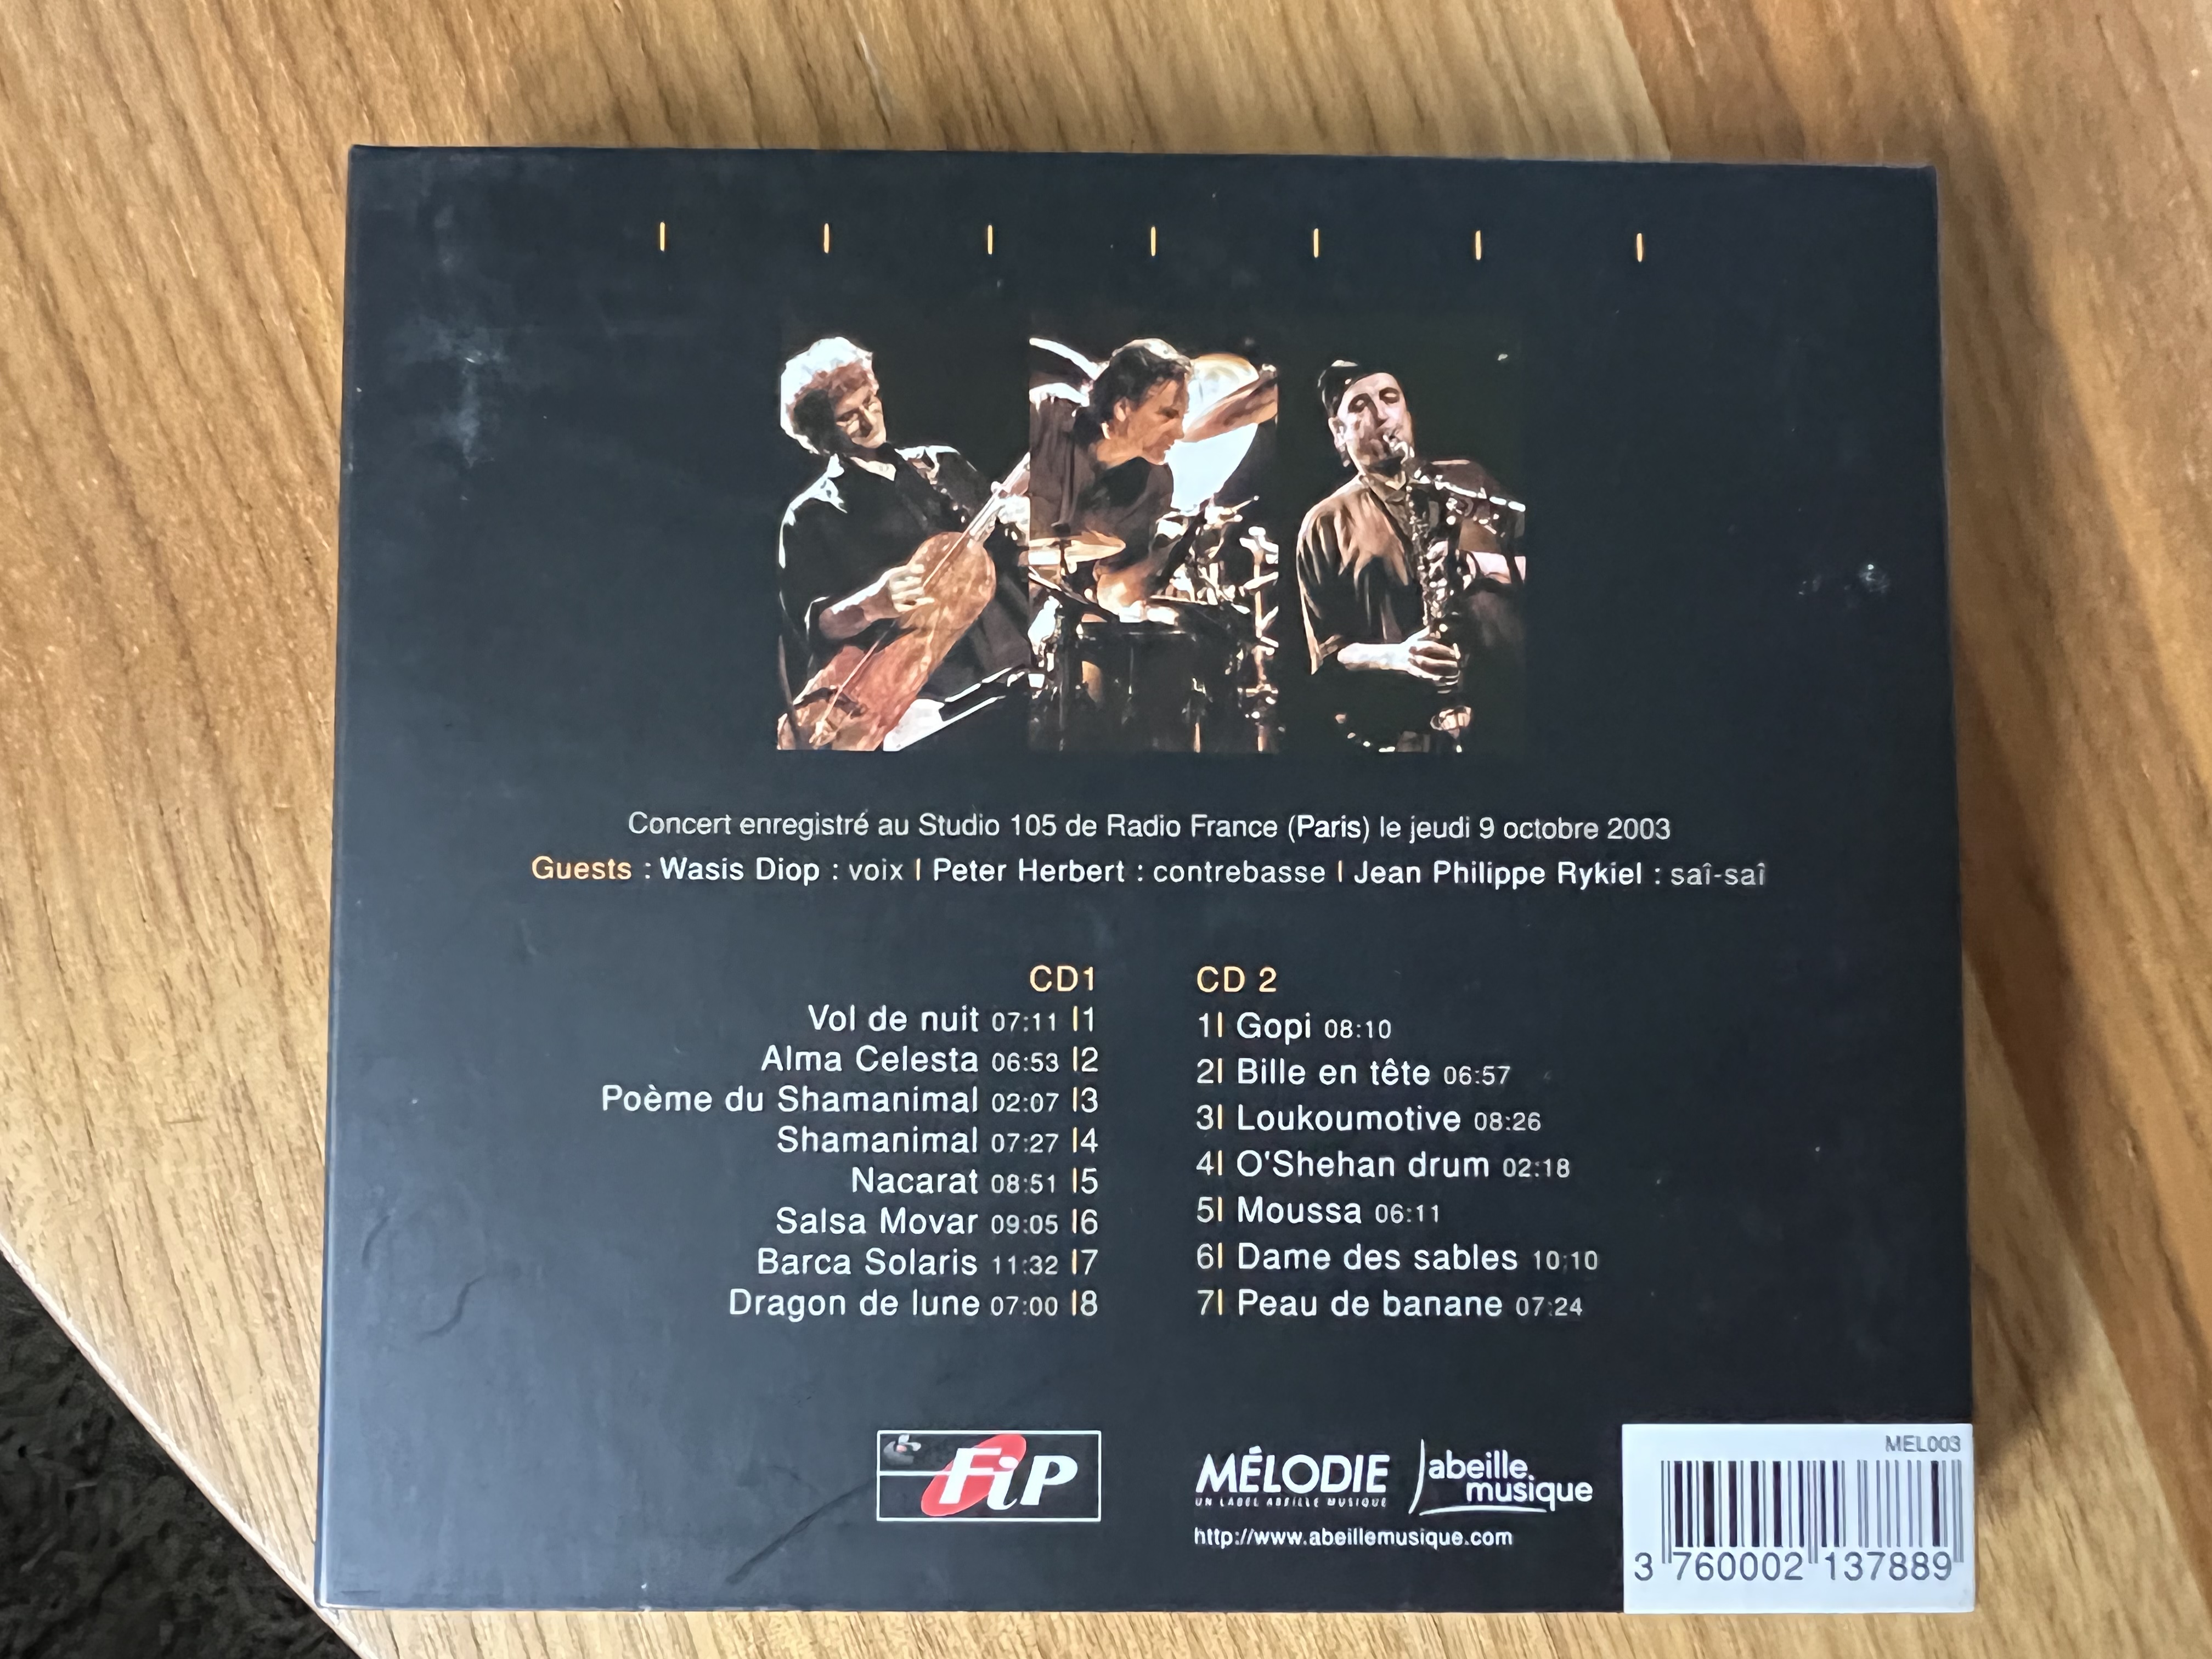 Concert enregistré au Studio 105 de Radio France (Paris) le jeudi 9 octobre 2003
Guests : Wasis Diop : voix | Peter Herbert : contrebasse | Jean Philippe Rykiel : saî-saî
CD1
Vol de nuit 07:11 |1
Alma Celesta 06:53 |2
Poème du Shamanimal 02:07 |3
Shamanimal 07:27 |4
Nacarat 08:51 |5
Salsa Movar 09:05 |6
Barca Solaris 11:32 |7
Dragon de lune 07:00 |8
CD 2
1| Gopi 08:10
2| Bille en tête 06:57
3| Loukoumotive 08:26
4| O'Shehan drum 02:18
5| Moussa 06:11
6| Dame des sables 10:10
7| Peau de banane 07:24
FiP
MÉLODIE
UN LABEL ABEILLE MUSIQUE
abeille
musique
http://www.abeillemusique.com
MEL003
3 760002 137889